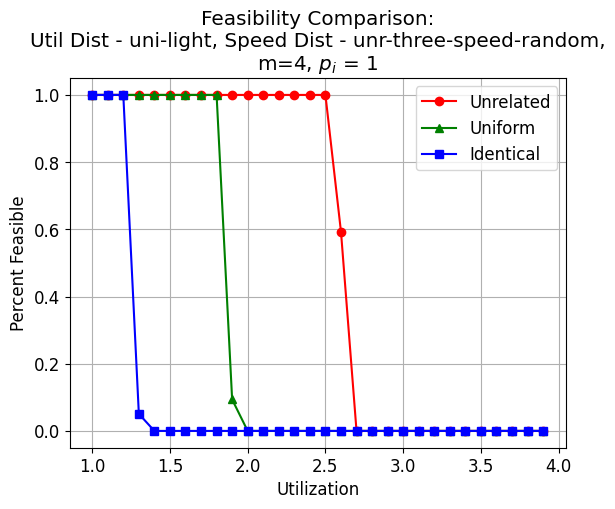 Feasibility Comparison:
Util Dist - uni-light, Speed Dist - unr-three-speed-random,
m=4, pᵢ = 1
Unrelated
Uniform
Identical
Percent Feasible
1.0
0.8
0.6
0.4
0.2
0.0
1.0 1.5 2.0 2.5 3.0 3.5 4.0
Utilization